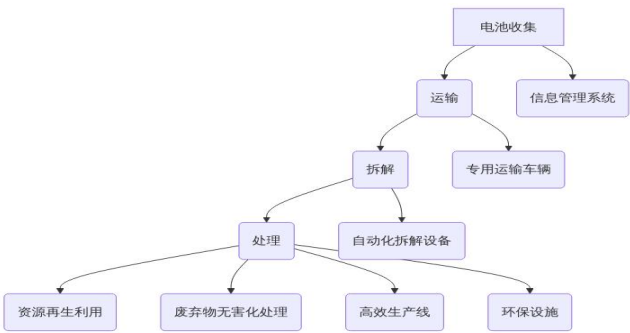 电池收集
运输
信息管理系统
拆解
专用运输车辆
处理
自动化拆解设备
资源再生利用
废弃物无害化处理
高效生产线
环保设施